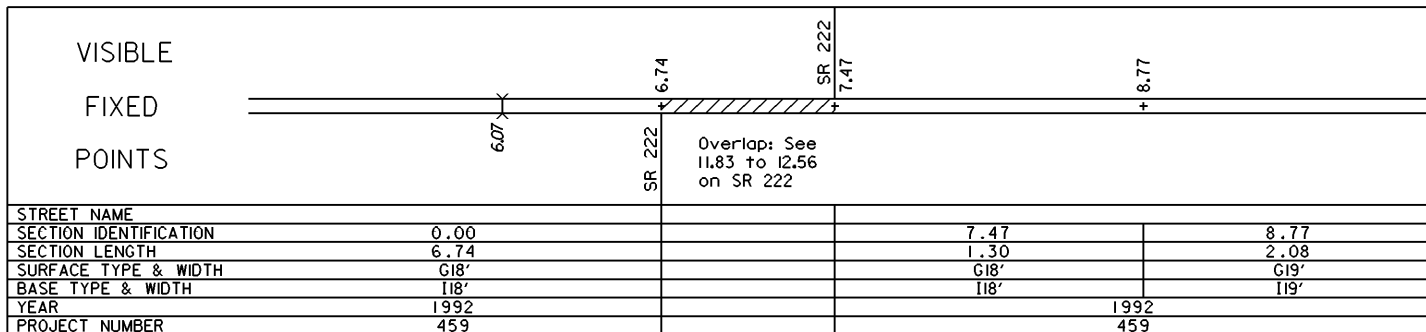 VISIBLE
FIXED
POINTS
6.07
6.74
SR 222
SR 222
7.47
8.77
Overlap: See
11.83 to 12.56
on SR 222
STREET NAME
SECTION IDENTIFICATION 0.00 7.47 8.77
SECTION LENGTH 6.74 1.30 2.08
SURFACE TYPE & WIDTH G18' G18' G19'
BASE TYPE & WIDTH I18' I18' I19'
YEAR 1992 1992
PROJECT NUMBER 459 459